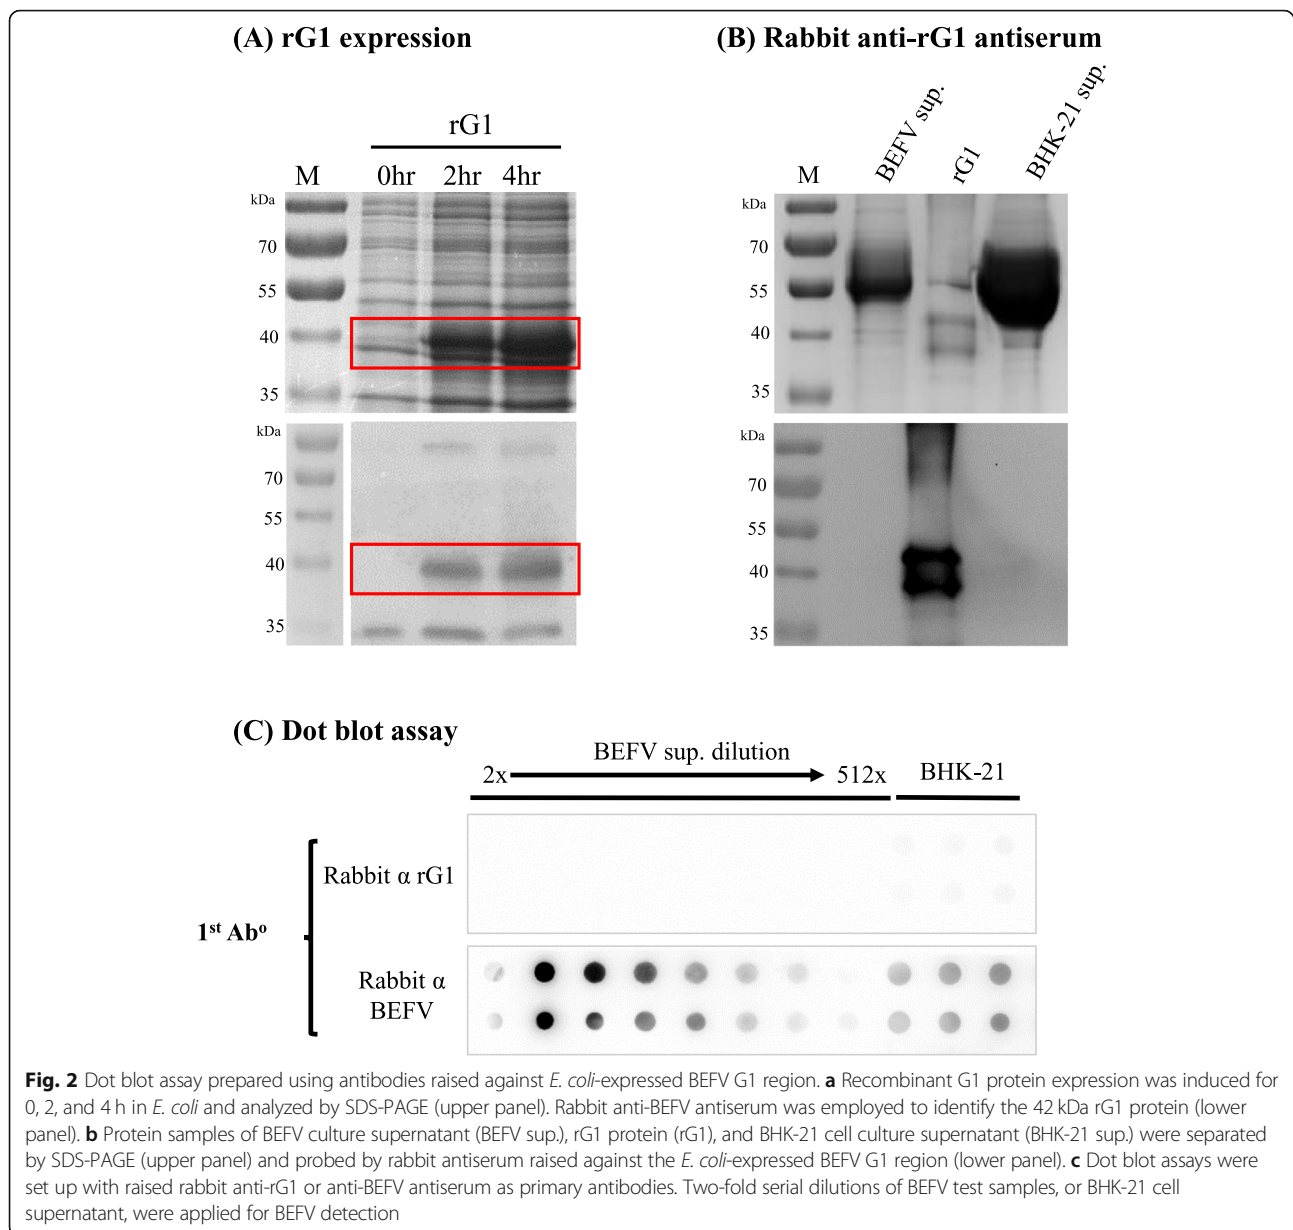 (A) rG1 expression
(B) Rabbit anti-rG1 antiserum
rG1
M 0hr 2hr 4hr
kDa
70
55
40
35
kDa
70
55
40
35
M BEFV sup. rG1 BHK-21 sup.
kDa
70
55
40
35
kDa
70
55
40
35
(C) Dot blot assay
BEFV sup. dilution
2x 512x BHK-21
Rabbit α rG1
1st Abo
Rabbit α
BEFV
Fig. 2 Dot blot assay prepared using antibodies raised against E. coli-expressed BEFV G1 region. a Recombinant G1 protein expression was induced for
0, 2, and 4 h in E. coli and analyzed by SDS-PAGE (upper panel). Rabbit anti-BEFV antiserum was employed to identify the 42 kDa rG1 protein (lower
panel). b Protein samples of BEFV culture supernatant (BEFV sup.), rG1 protein (rG1), and BHK-21 cell culture supernatant (BHK-21 sup.) were separated
by SDS-PAGE (upper panel) and probed by rabbit antiserum raised against the E. coli-expressed BEFV G1 region (lower panel). c Dot blot assays were
set up with raised rabbit anti-rG1 or anti-BEFV antiserum as primary antibodies. Two-fold serial dilutions of BEFV test samples, or BHK-21 cell
supernatant, were applied for BEFV detection